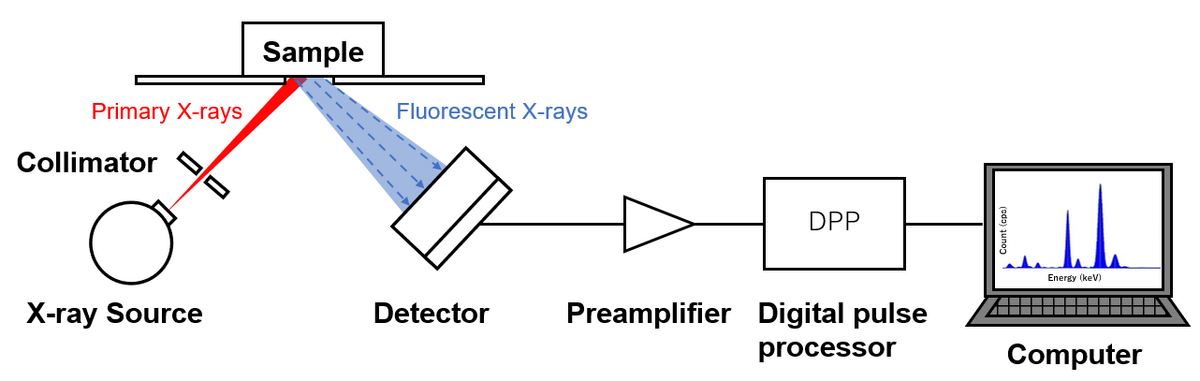 Sample
Primary X-rays
Fluorescent X-rays
Collimator
DPP
Count (cps)
Energy (keV)
X-ray Source
Detector
Preamplifier
Digital pulse
processor
Computer